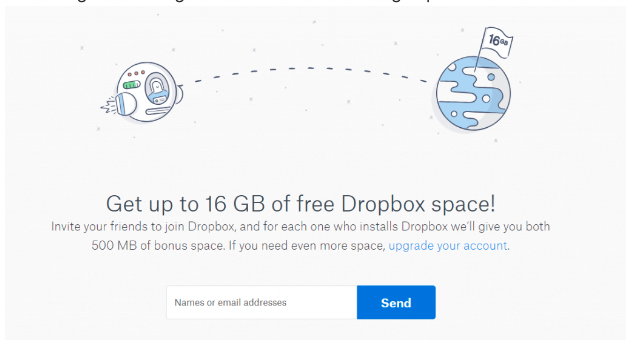 16GB
Get up to 16 GB of free Dropbox space!
Invite your friends to join Dropbox, and for each one who installs Dropbox we'll give you both
500 MB of bonus space. If you need even more space, upgrade your account.
Names or email addresses
Send